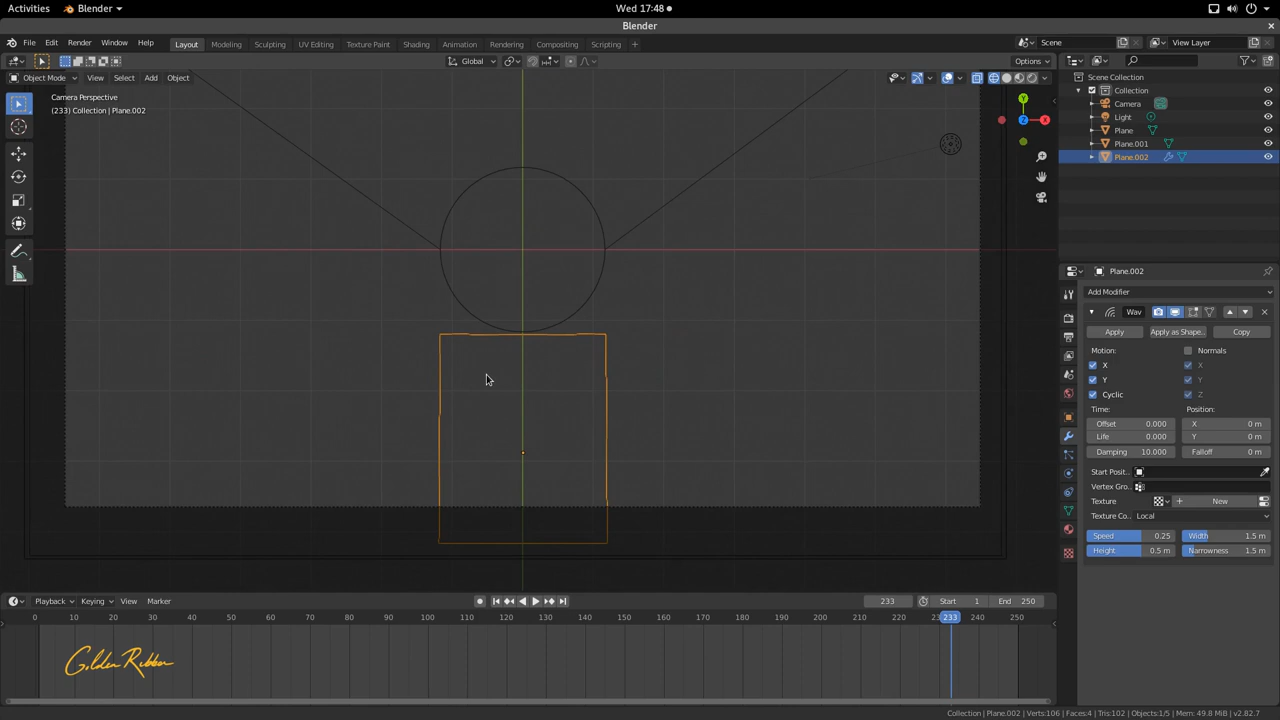 Activities Blender Wed 17:48
Blender
File Edit Render Window Help Layout Modeling Sculpting UV Editing Texture Paint Shading Animation Rendering Compositing Scripting + Scene View Layer
Global Options
Object Mode View Select Add Object
Camera Perspective
(233) Collection | Plane.002
Y
Z X
Scene Collection
Collection
Camera
Light
Plane
Plane.001
Plane.002
Plane.002
Add Modifier
Wav
Apply Apply as Shape.. Copy
Motion: Normals
X X
Y Y
Cyclic Z
Time: Position:
Offset 0.000 X 0 m
Life 0.000 Y 0 m
Damping 10.000 Falloff 0 m
Start Posit..
Vertex Gro..
Texture New
Texture Co.. Local
Speed 0.25 Width 1.5 m
Height 0.5 m Narrowness 1.5 m
Playback Keying View Marker 233 Start 1 End 250
0 10 20 30 40 50 60 70 80 90 100 110 120 130 140 150 160 170 180 190 200 210 220 233 240 250
Golden Ribbon
Collection | Plane.002 | Verts:106 | Faces:4 | Tris:102 | Objects:1/5 | Mem: 49.8 MiB | v2.82.7